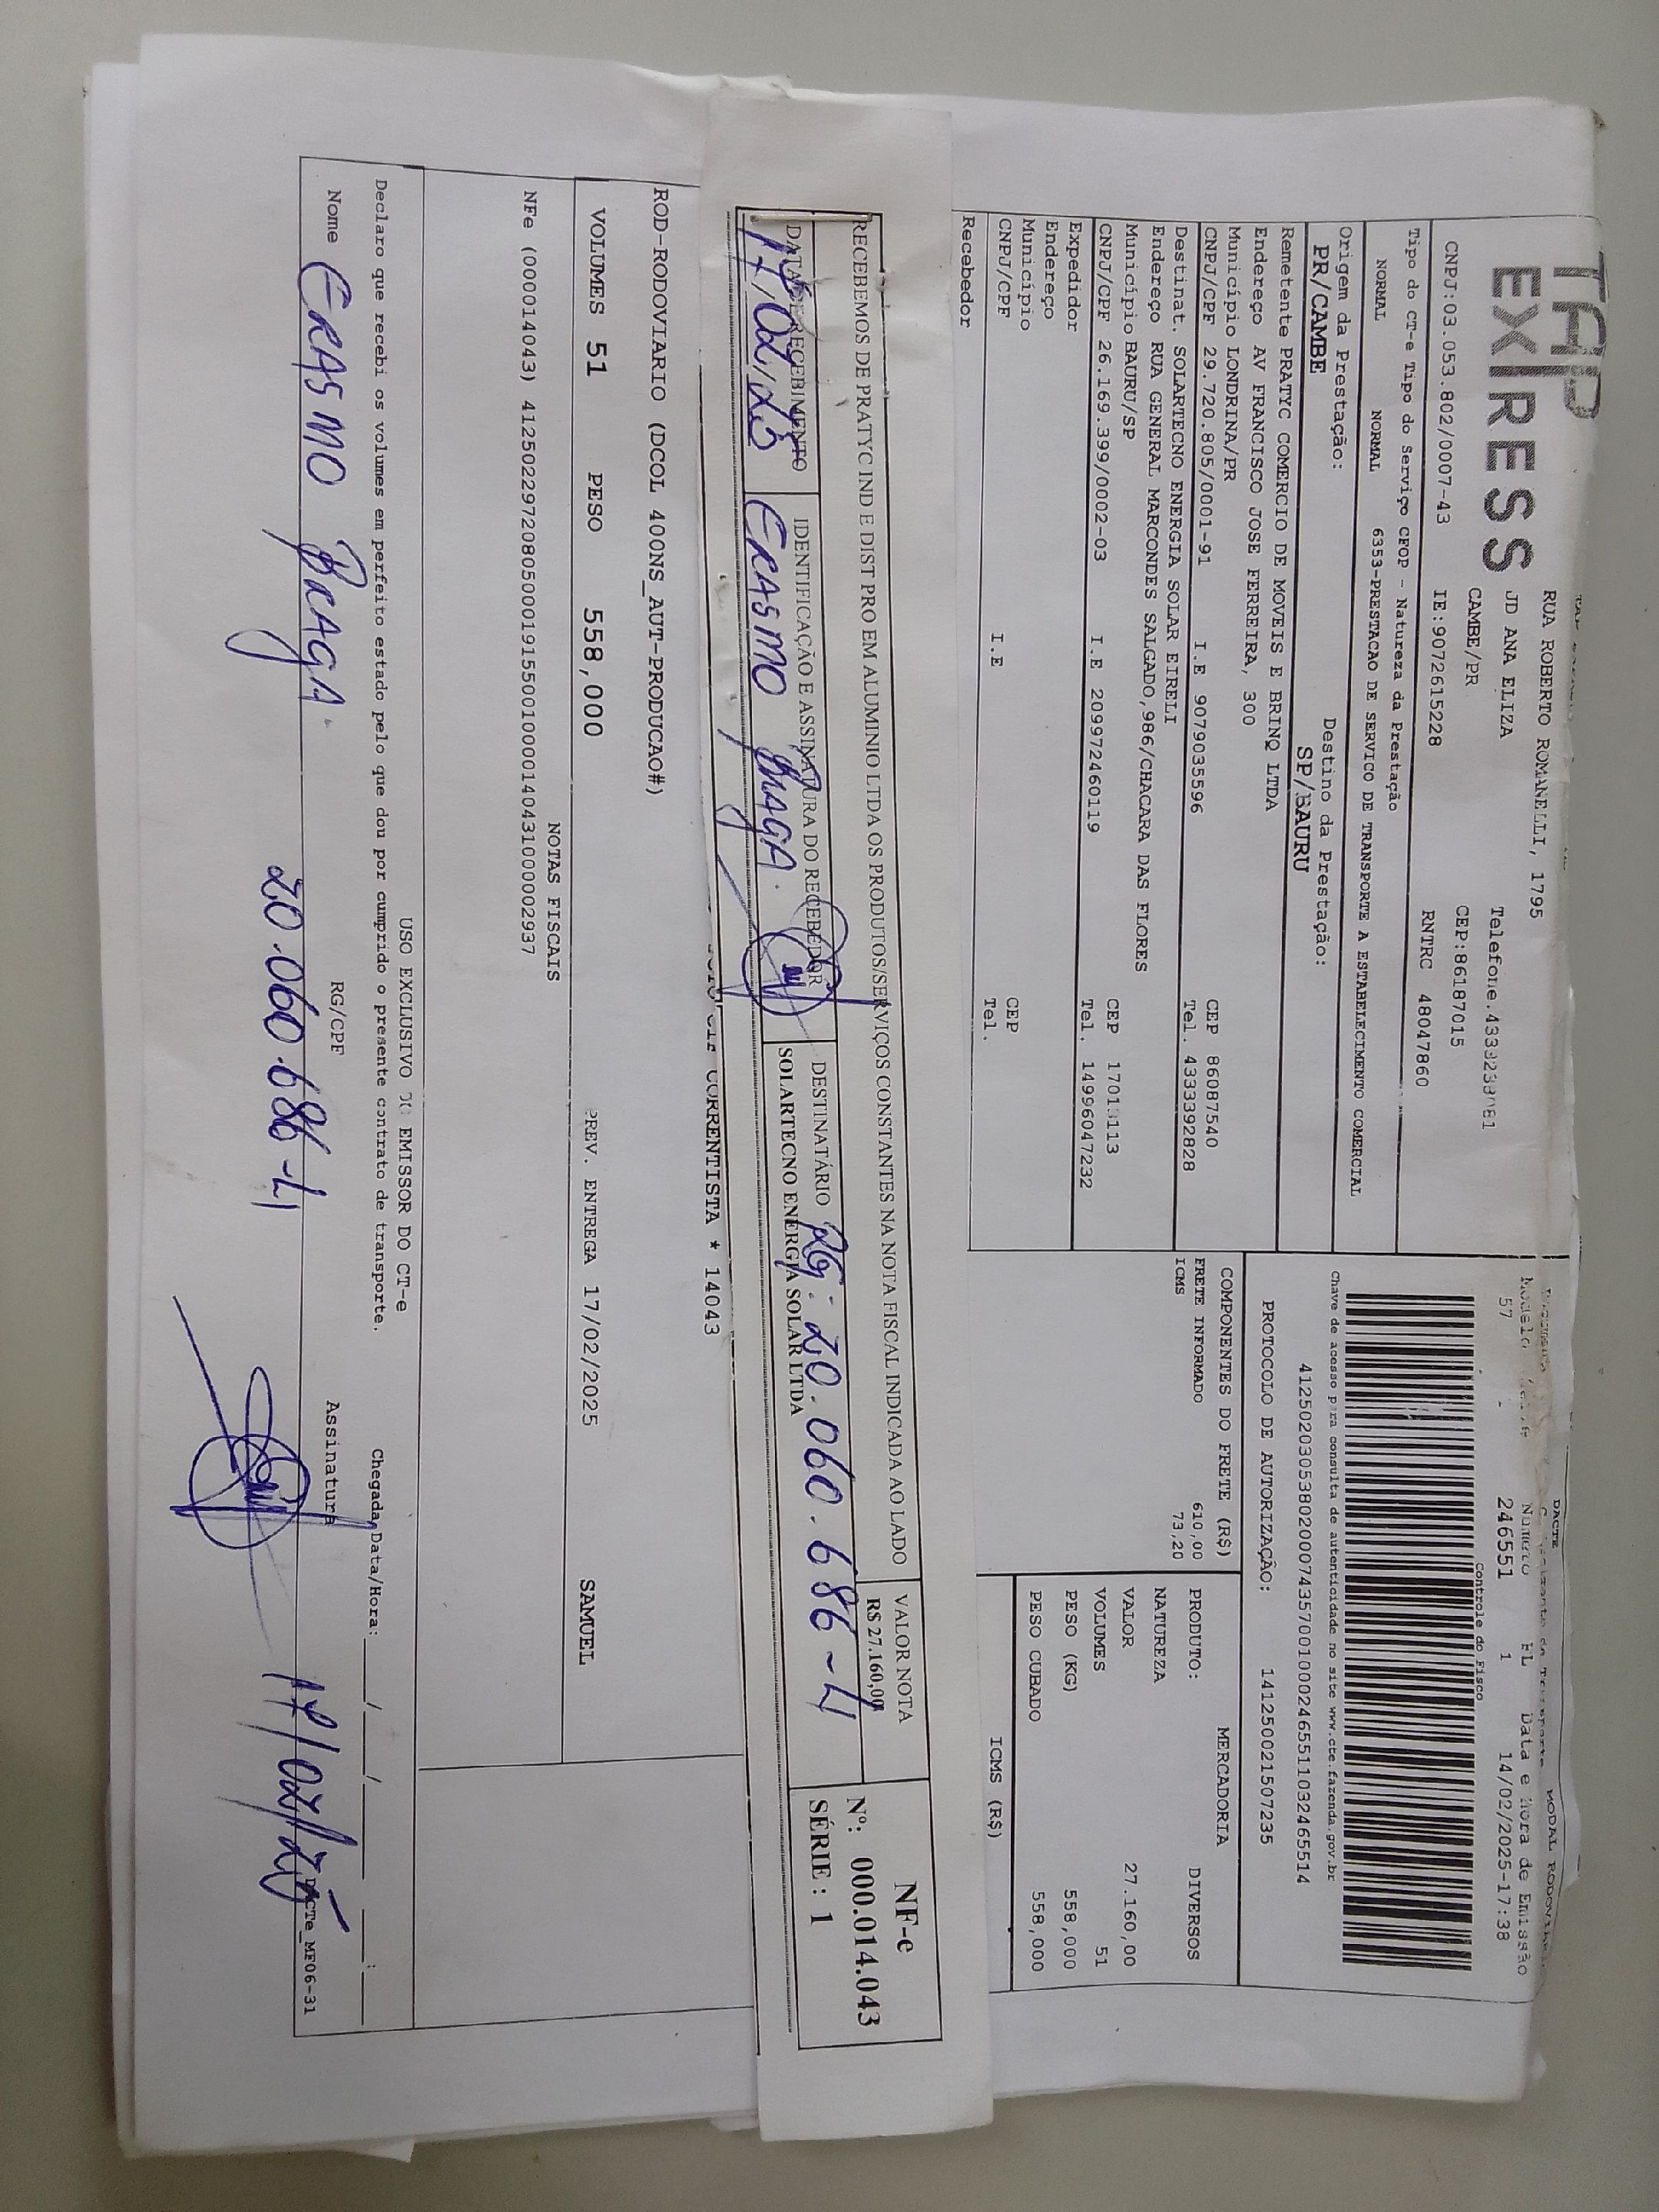 TAP
EXPRESS
RUA ROBERTO ROMANELLI, 1795
JD ANA ELIZA
CAMBE/PR
CEP:86187015
CNPJ:03.053.802/0007-43 IE:9072615228 RNTRC 48047860
DACTE
MODAL
57 246551 1 14/02/2025-17:38
Número FL Data e Hora de Emissão
Controle do Fisco
Tipo do CT-e Tipo do Serviço CFOP - Natureza da Prestação
NORMAL NORMAL 6353-PRESTACAO DE SERVICO DE TRANSPORTE A ESTABELECIMENTO COMERCIAL
Chave de acesso para consulta de autenticidade no site www.cte.fazenda.gov.br
41250203053802000743570010002465511032465514
Origem da Prestação: Destino da Prestação:
PR/CAMBE SP/BAURU
PROTOCOLO DE AUTORIZAÇÃO: 141250021507235
Remetente PRATYC COMERCIO DE MOVEIS E BRINQ LTDA
Endereço AV FRANCISCO JOSE FERREIRA, 300
Município LONDRINA/PR CEP 86087540
CNPJ/CPF 29.720.805/0001-91 I.E 9079035596 Tel. 4333392828
Destinat. SOLARTECNO ENERGIA SOLAR EIRELI
Endereço RUA GENERAL MARCONDES SALGADO,986/CHACARA DAS FLORES
Município BAURU/SP CEP 17013113
CNPJ/CPF 26.169.399/0002-03 I.E 209972460119 Tel. 14996047232
Expedidor
Endereço
Município CEP
CNPJ/CPF I.E Tel.
Recebedor
COMPONENTES DO FRETE (R$)
FRETE INFORMADO 610,00
ICMS 73,20
MERCADORIA
PRODUTO: DIVERSOS
NATUREZA
VALOR 27.160,00
VOLUMES 51
PESO (KG) 558,000
PESO CUBADO 558,000
ICMS (R$)
RECEBEMOS DE PRATYC IND E DIST PRO EM ALUMINIO LTDA OS PRODUTOS/SERVIÇOS CONSTANTES NA NOTA FISCAL INDICADA AO LADO
VALOR NOTA
R$ 27.160,00
NF-e
Nº: 000.014.043
SÉRIE : 1
DATA DE RECEBIMENTO IDENTIFICAÇÃO E ASSINATURA DO RECEBEDOR DESTINATÁRIO
17/02/25 ERASMO BRAGA. RG: 20.060.686-4
SOLARTECNO ENERGIA SOLAR LTDA
CORRENTISTA * 14043
ROD-RODOVIARIO (DCOL 400ONS_AUT-PRODUCAO#)
VOLUMES 51 PESO 558,000 PREV. ENTREGA 17/02/2025 SAMUEL
NOTAS FISCAIS
NFe (000014043) 41250229720805000191550010000140431000002937
USO EXCLUSIVO DO EMISSOR DO CT-e
Declaro que recebi os volumes em perfeito estado pelo que dou por cumprido o presente contrato de transporte. Chegada Data/Hora: ___/___/___ ___:___
Nome RG/CPF Assinatura
ERASMO BRAGA. 20.060.686-4 17/02/25
DACTe_MF06-31